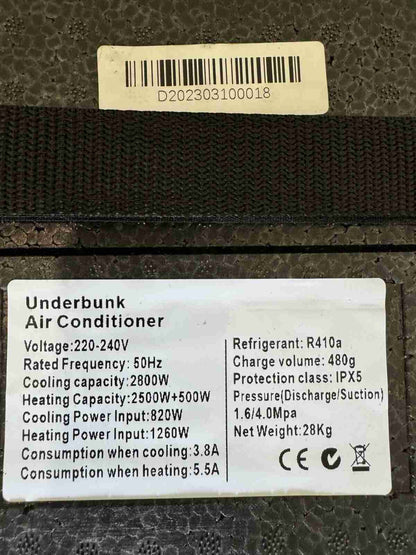 D202303100018
Underbunk
Air Conditioner
Voltage:220-240V
Rated Frequency: 50Hz
Cooling capacity:2800W
Heating Capacity:2500W+500W
Cooling Power Input:820W
Heating Power Input:1260W
Consumption when cooling:3.8A
Consumption when heating:5.5A
Refrigerant: R410a
Charge volume: 480g
Protection class: IPX5
Pressure(Discharge/Suction)
1.6/4.0Mpa
Net Weight:28Kg
CE